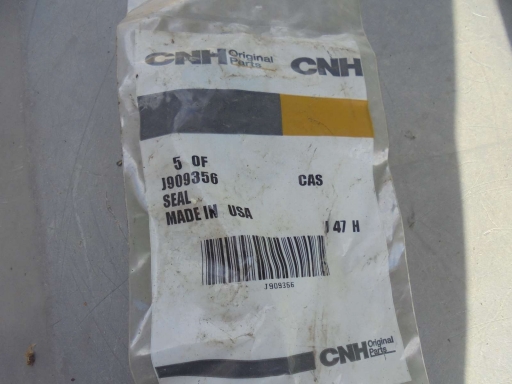 CNH Original Parts CNH
5 OF
J909356 CAS
SEAL
MADE IN USA
47 H
J909356
CNH Original Parts